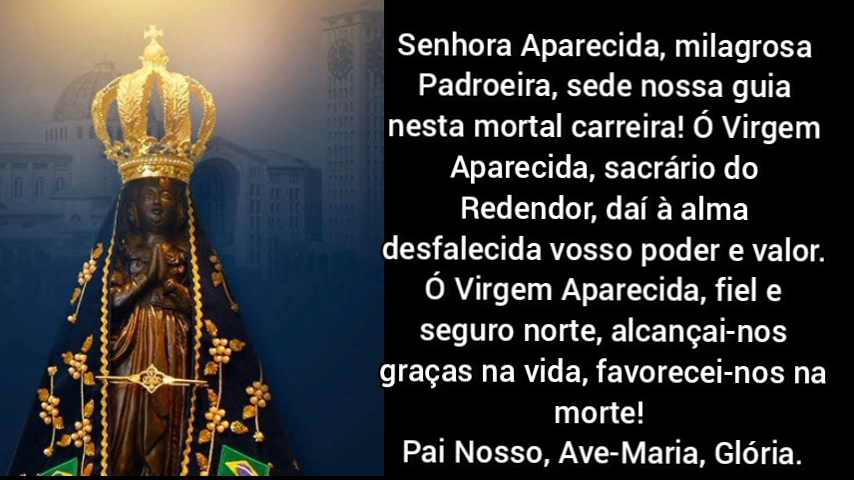 Senhora Aparecida, milagrosa
Padroeira, sede nossa guia
nesta mortal carreira! Ó Virgem
Aparecida, sacrário do
Redendor, daí à alma
desfalecida vosso poder e valor.
Ó Virgem Aparecida, fiel e
seguro norte, alcançai-nos
graças na vida, favorecei-nos na
morte!
Pai Nosso, Ave-Maria, Glória.